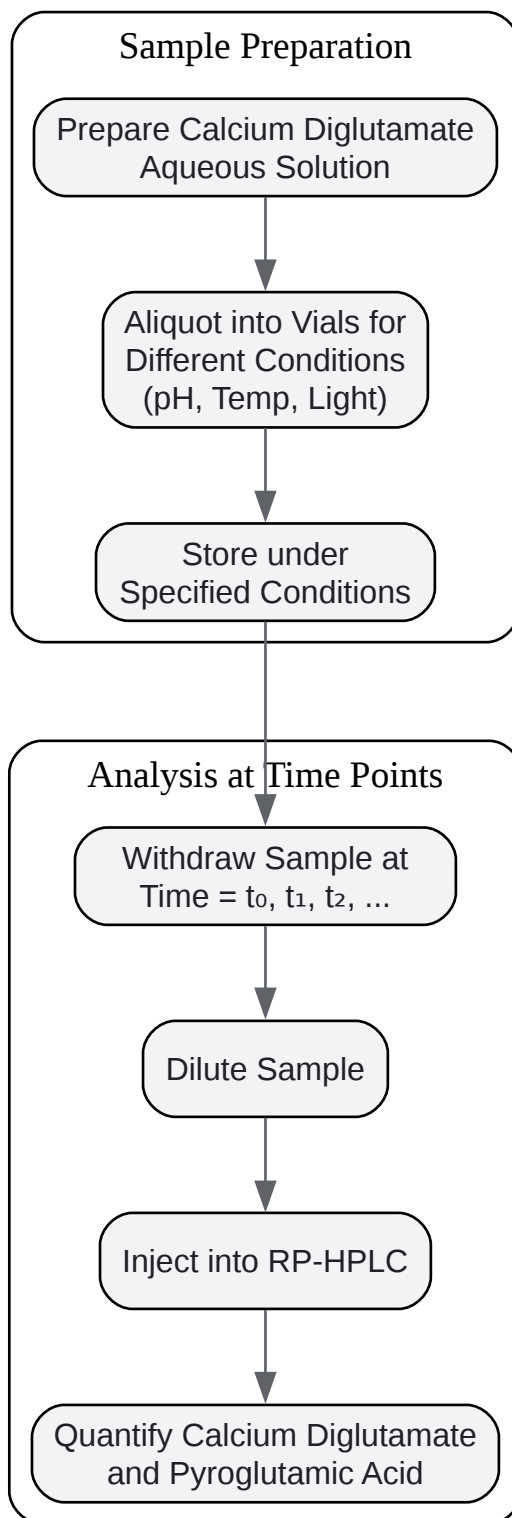 Sample Preparation
Prepare Calcium Diglutamate
Aqueous Solution
Aliquot into Vials for
Different Conditions
(pH, Temp, Light)
Store under
Specified Conditions
Analysis at Time Points
Withdraw Sample at
Time = t₀, t₁, t₂, ...
Dilute Sample
Inject into RP-HPLC
Quantify Calcium Diglutamate
and Pyroglutamic Acid